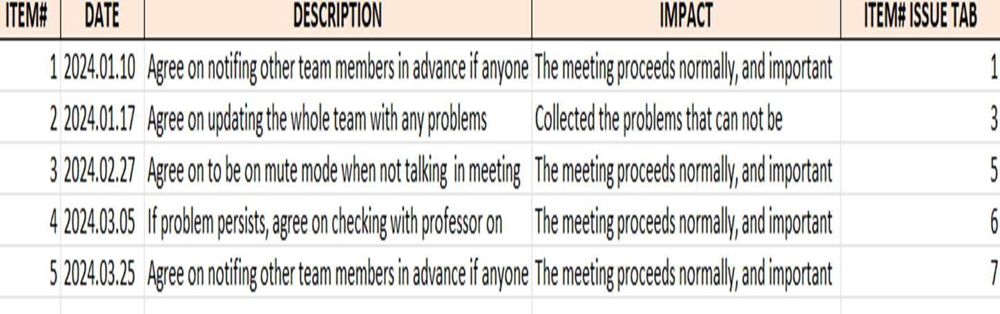 ITEM# DATE DESCRIPTION IMPACT ITEM# ISSUE TAB
1 2024.01.10 Agree on notifing other team members in advance if anyone The meeting proceeds normally, and important 1
2 2024.01.17 Agree on updating the whole team with any problems Collected the problems that can not be 3
3 2024.02.27 Agree on to be on mute mode when not talking  in meeting The meeting proceeds normally, and important 5
4 2024.03.05 If problem persists, agree on checking with professor on The meeting proceeds normally, and important 6
5 2024.03.25 Agree on notifing other team members in advance if anyone The meeting proceeds normally, and important 7